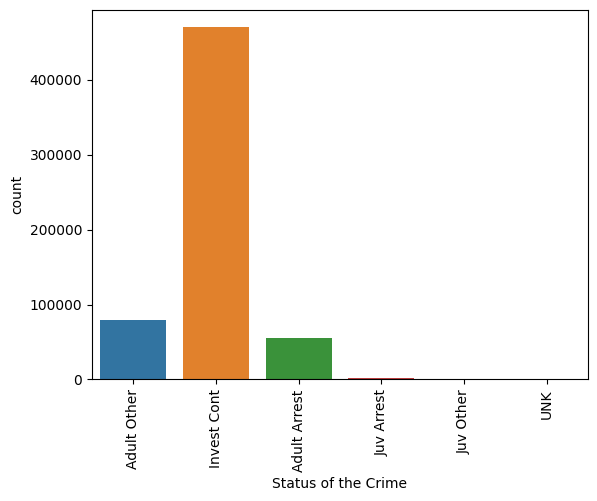 400000
300000
200000
100000
0
count
Adult Other
Invest Cont
Adult Arrest
Juv Arrest
Juv Other
UNK
Status of the Crime